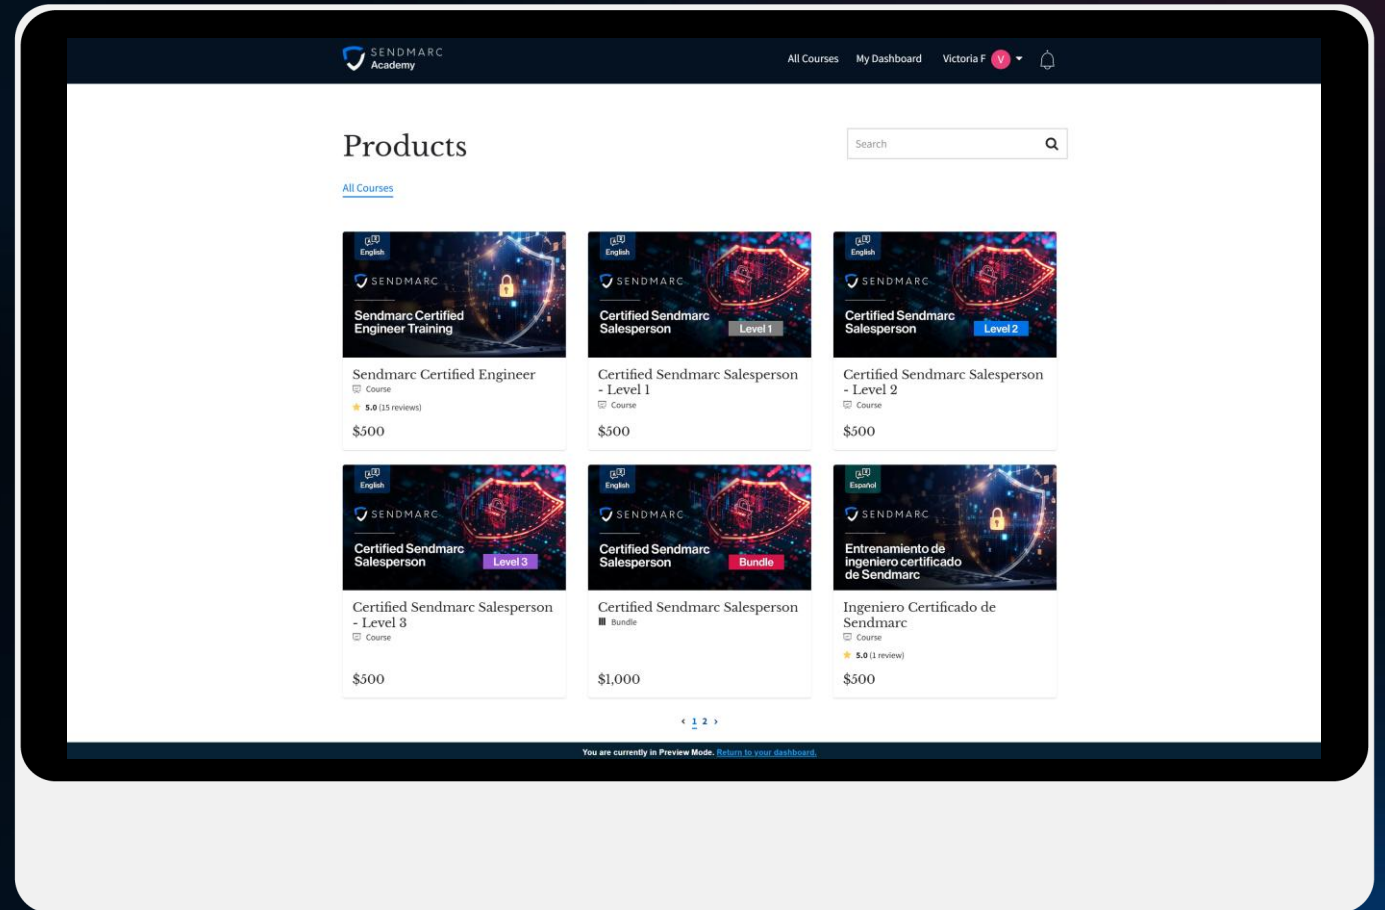 SENDMARC
Academy
All Courses
My Dashboard
Victoria F
V
Products
Search
All Courses
English
SENDMARC
Sendmarc Certified
Engineer Training
Sendmarc Certified Engineer
Course
5.0 (15 reviews)
$500
English
SENDMARC
Certified Sendmarc
Salesperson
Level 1
Certified Sendmarc Salesperson
- Level 1
Course
$500
English
SENDMARC
Certified Sendmarc
Salesperson
Level 2
Certified Sendmarc Salesperson
- Level 2
Course
$500
English
SENDMARC
Certified Sendmarc
Salesperson
Level 3
Certified Sendmarc Salesperson
- Level 3
Course
$500
English
SENDMARC
Certified Sendmarc
Salesperson
Bundle
Certified Sendmarc Salesperson
Bundle
$1,000
Español
SENDMARC
Entrenamiento de
ingeniero certificado
de Sendmarc
Ingeniero Certificado de
Sendmarc
Course
5.0 (1 review)
$500
< 1 2 >
You are currently in Preview Mode. Return to your dashboard.